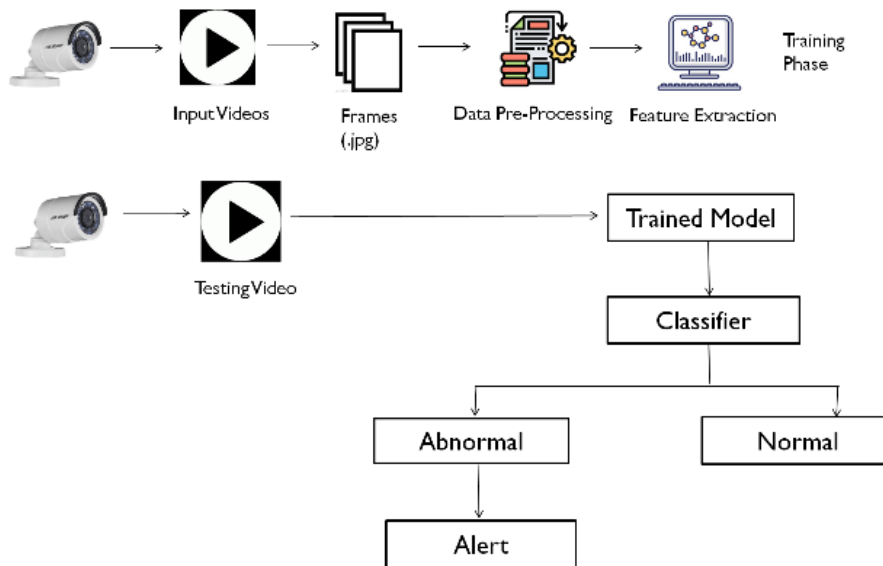 Input Videos
Frames
(.jpg)
Data Pre-Processing
Feature Extraction
Training
Phase
Testing Video
Trained Model
Classifier
Abnormal
Normal
Alert